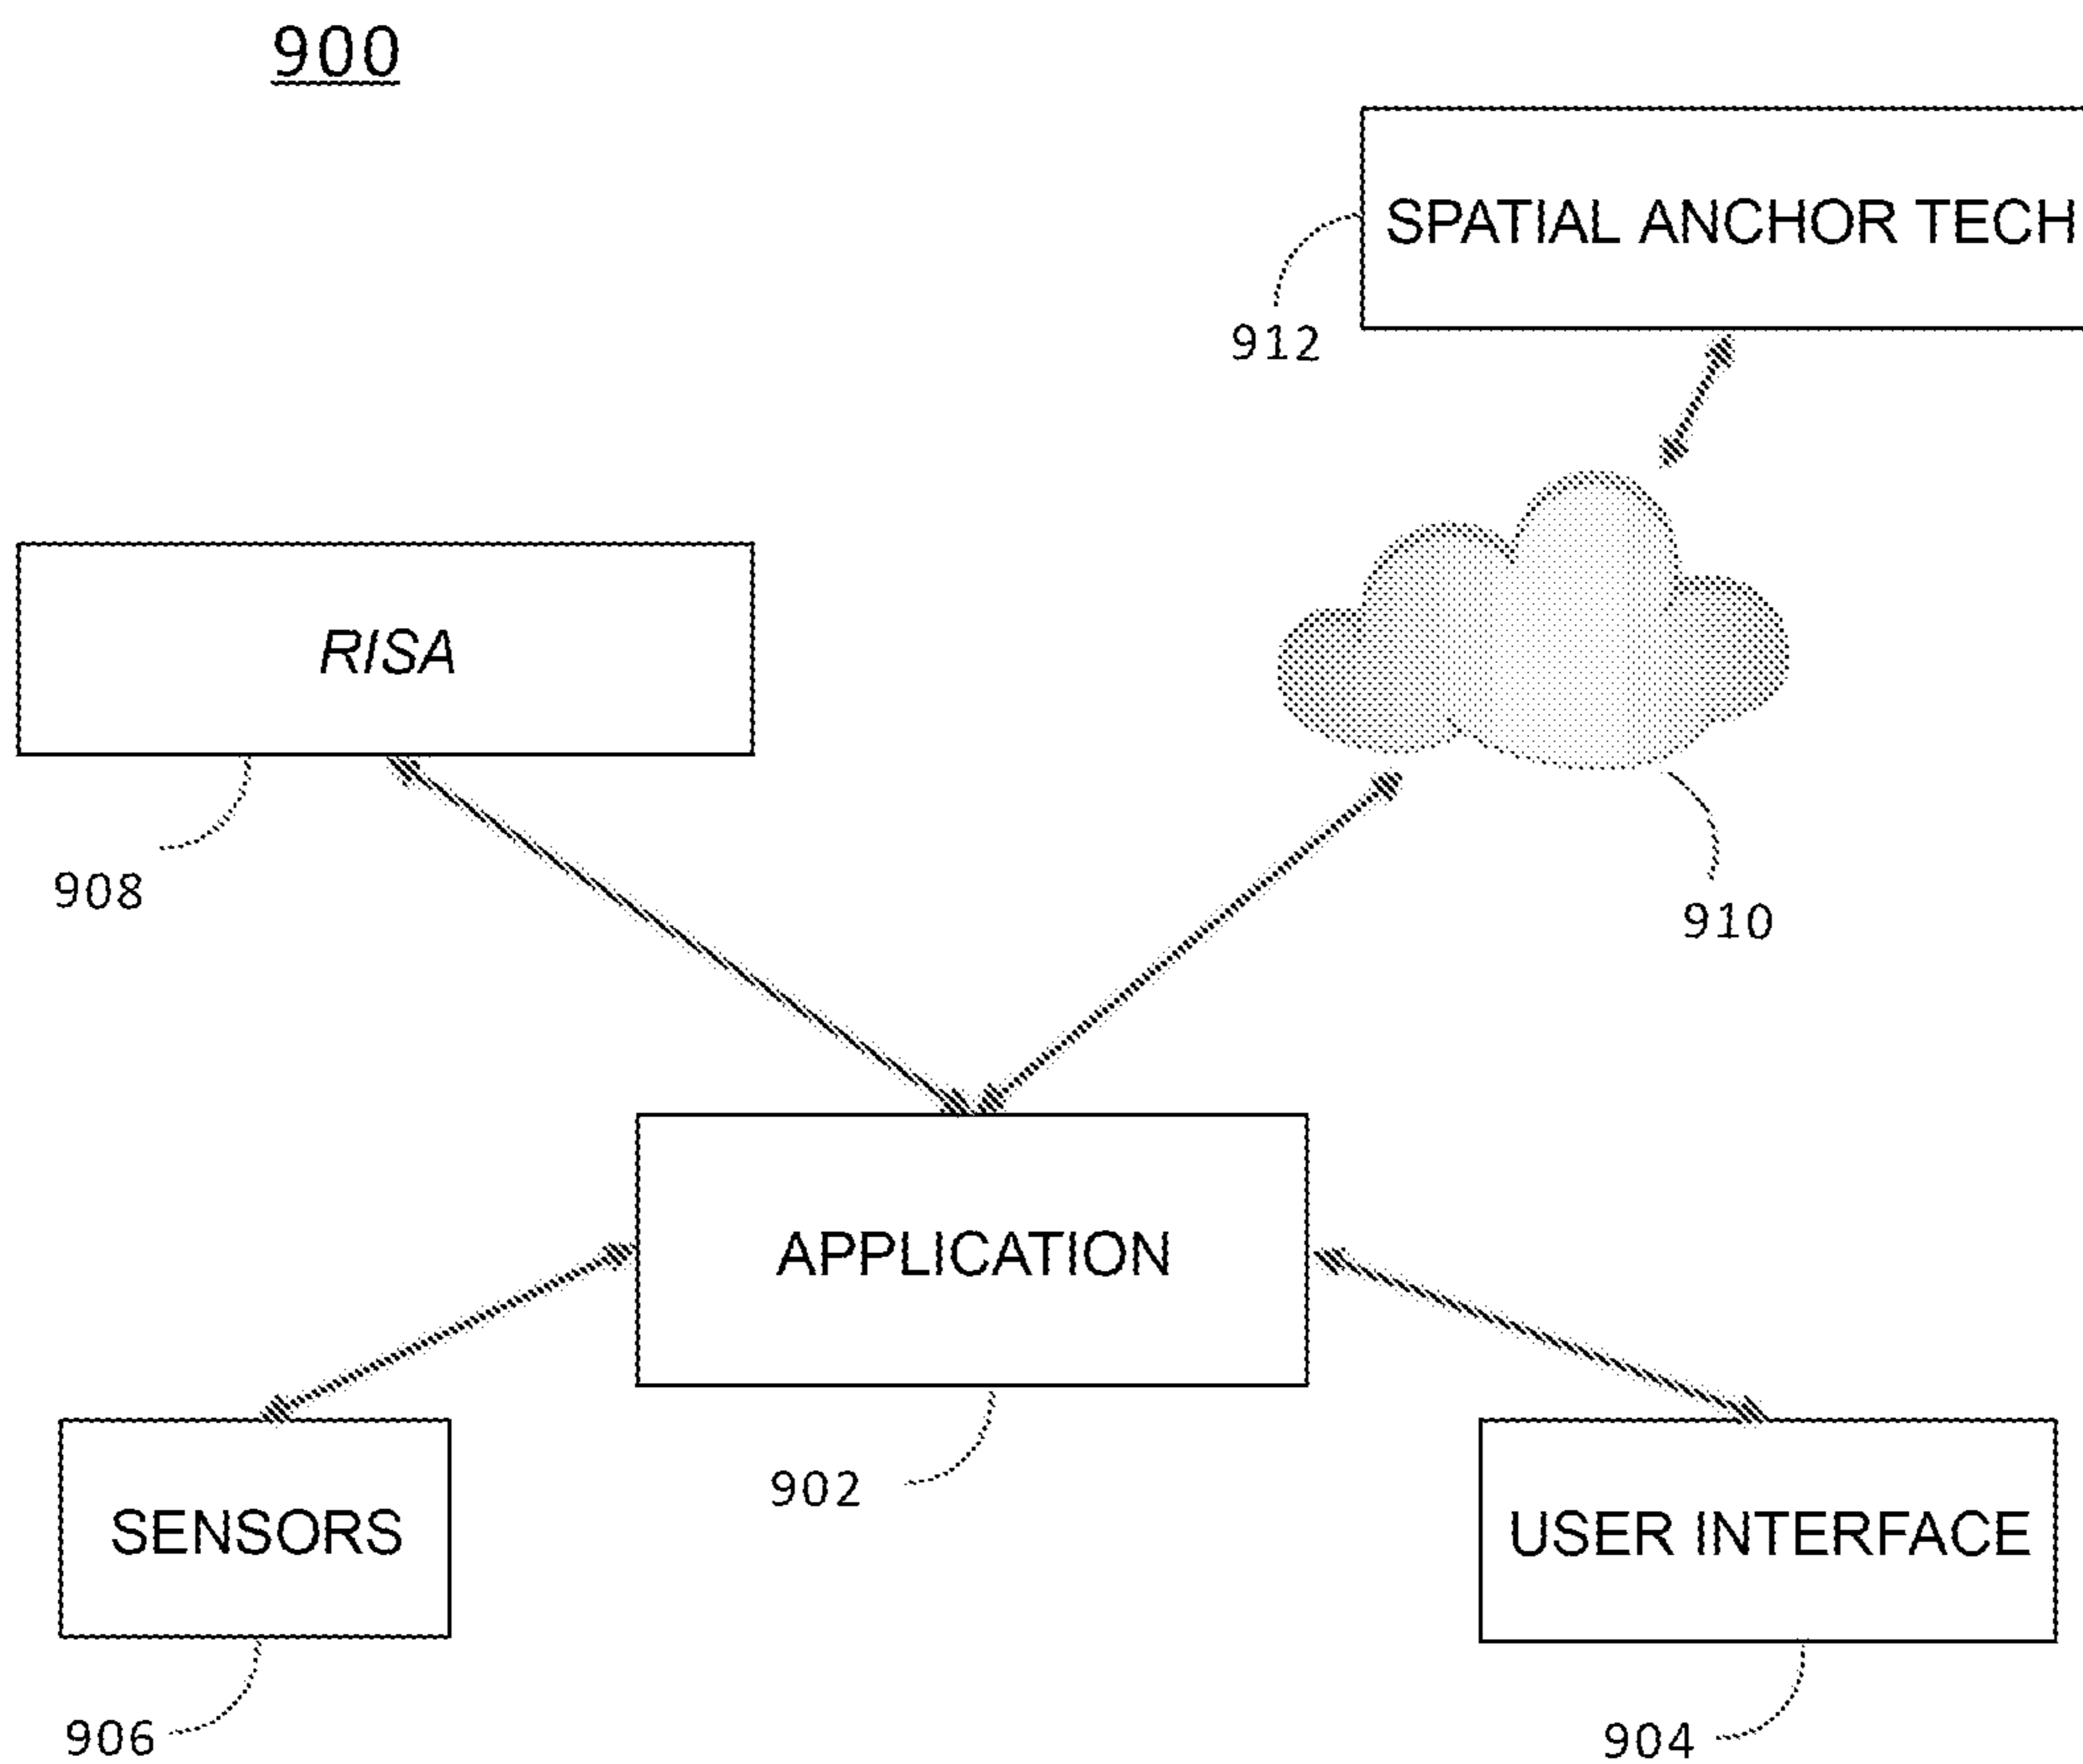 900
SPATIAL ANCHOR TECH
912
RISA
908
910
APPLICATION
902
SENSORS
USER INTERFACE
906
904